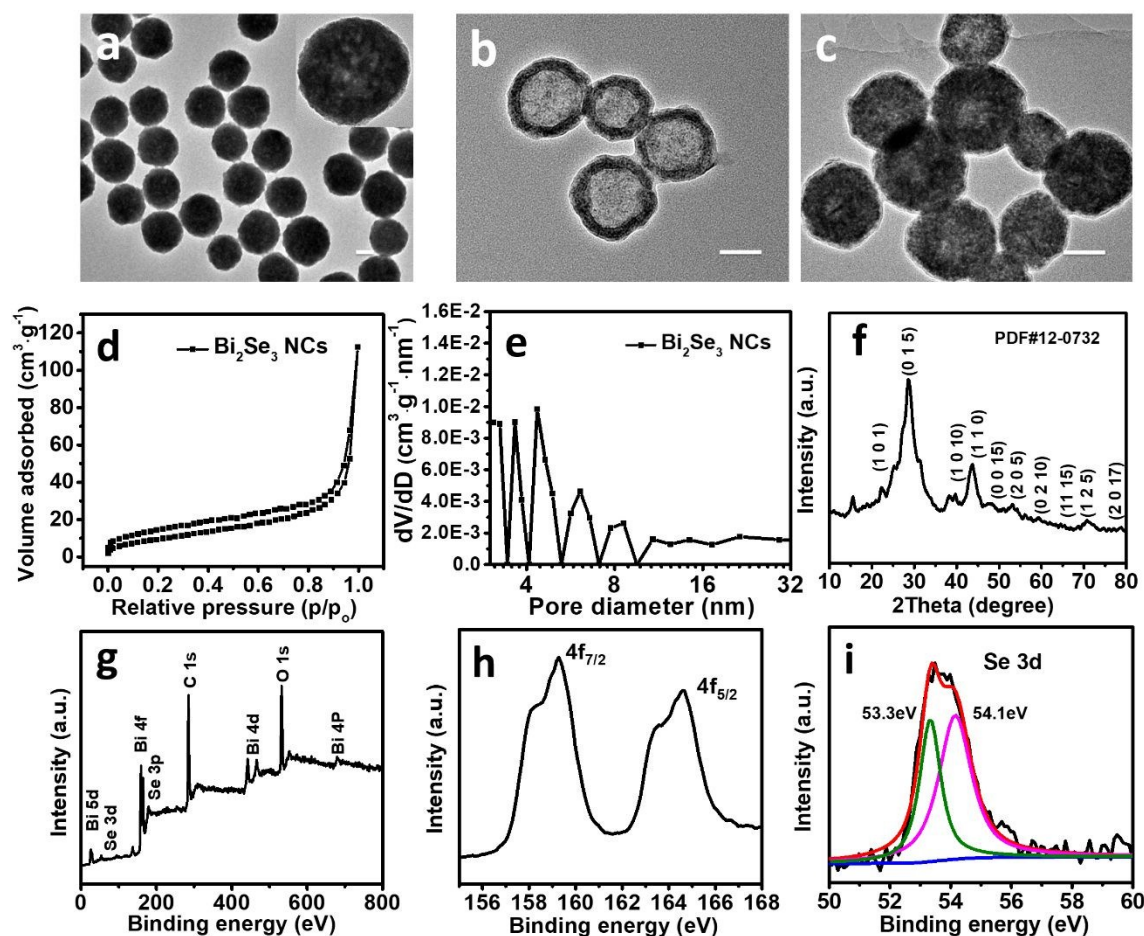 a
b
c
d
Bi₂Se₃ NCs
Volume adsorbed (cm³·g⁻¹)
120
100
80
60
40
20
0
0.0 0.2 0.4 0.6 0.8 1.0
Relative pressure (p/pₒ)
e
Bi₂Se₃ NCs
dV/dD (cm³·g⁻¹·nm⁻¹)
1.6E-2
1.4E-2
1.2E-2
1.0E-2
8.0E-3
6.0E-3
4.0E-3
2.0E-3
0.0
4 8 16 32
Pore diameter (nm)
f
PDF#12-0732
Intensity (a.u.)
(1 0 1)
(0 1 5)
(1 0 10)
(1 1 0)
(0 0 15)
(2 0 5)
(0 2 10)
(11 15)
(1 2 5)
(2 0 17)
10 20 30 40 50 60 70 80
2Theta (degree)
g
Intensity (a.u.)
Bi 5d
Se 3d
Bi 4f
Se 3p
C 1s
Bi 4d
O 1s
Bi 4P
0 100 200 300 400 500 600 800
Binding energy (eV)
h
4f₇/₂
4f₅/₂
Intensity (a.u.)
156 158 160 162 164 166 168
Binding energy (eV)
i
Se 3d
53.3eV
54.1eV
Intensity (a.u.)
50 52 54 56 58 60
Binding energy (eV)